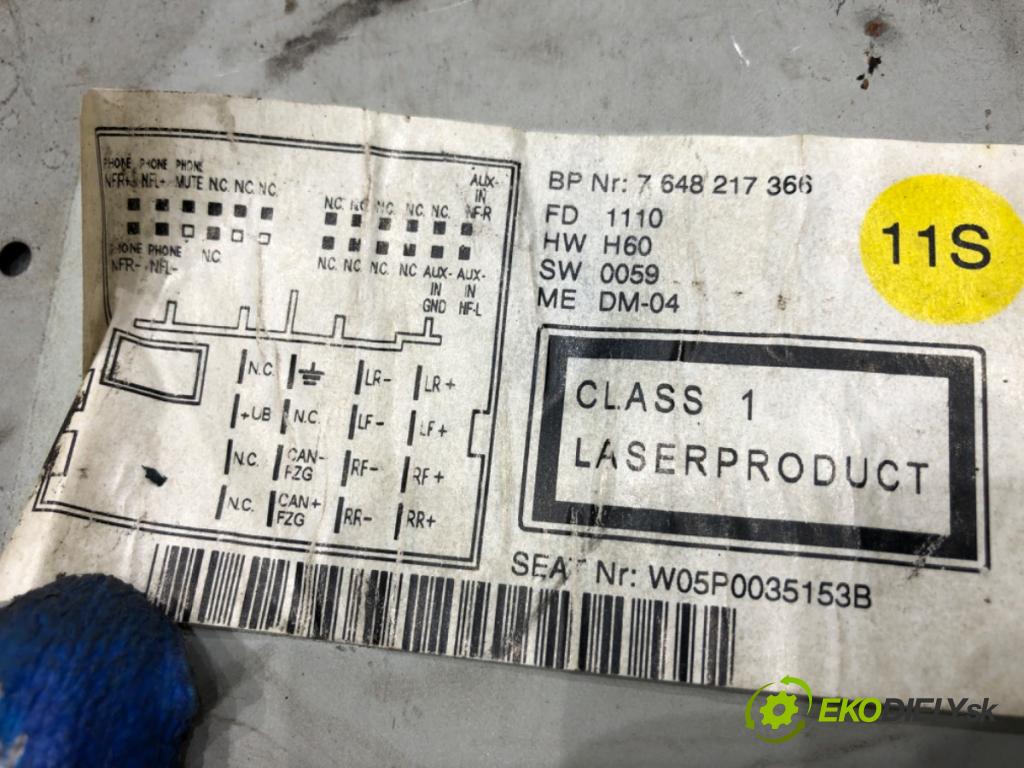 PHONE PHONE PHONE
NFR+ NFL+ MUTE N.C. N.C. N.C.
AUX-
IN
NF-R
N.C. N.C. N.C. N.C. N.C.
PHONE PHONE N.C.
NFR- NFL-
N.C. N.C. N.C. N.C. AUX- AUX-
IN IN
GND HF-L
N.C. LR- LR+
+UB N.C. LF- LF+
N.C. CAN- RF- RF+
FZG
N.C. CAN+ RR- RR+
FZG
BP Nr: 7 648 217 366
FD 1110
HW H60
SW 0059
ME DM-04
11S
CLASS 1
LASERPRODUCT
SEAT Nr: W05P0035153B
EKODIELY.sk